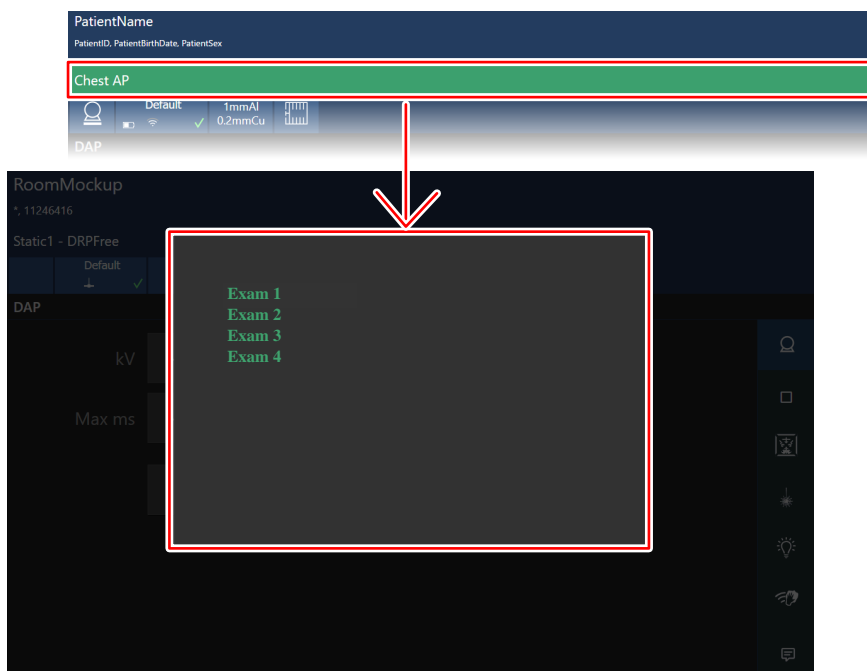 PatientName
PatientID, PatientBirthDate, PatientSex
Chest AP
Default
1mmAl
0.2mmCu
DAP
RoomMockup
*, 11246416
Static1 - DRPFree
Default
DAP
Exam 1
Exam 2
Exam 3
Exam 4
kV
Max ms